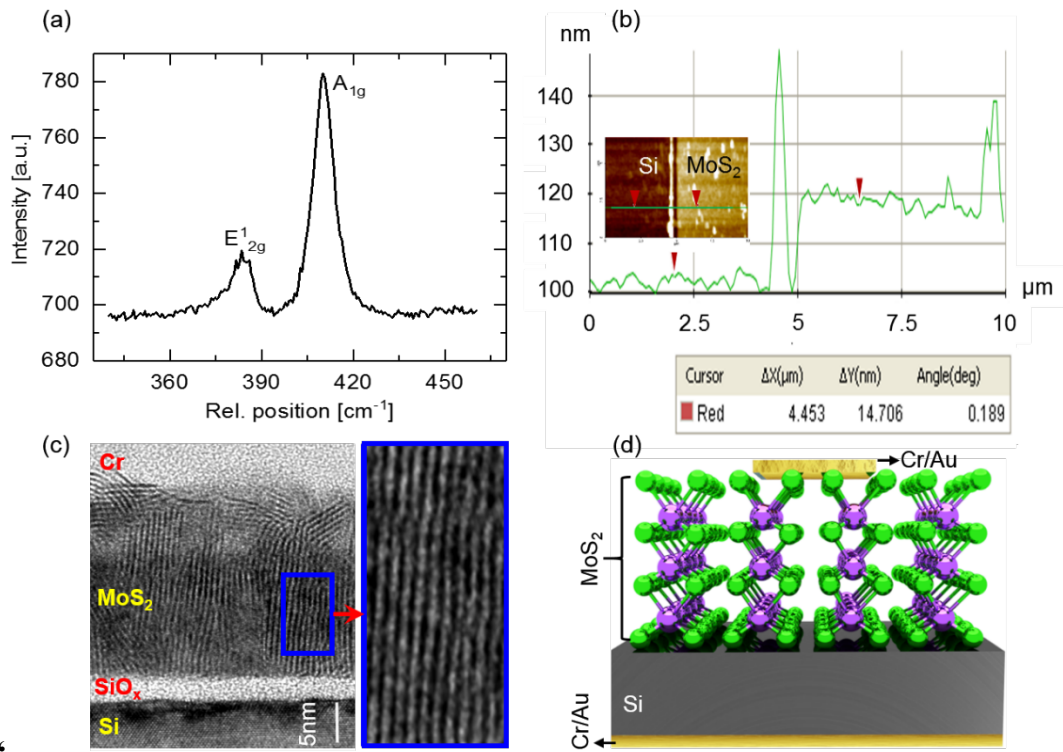 (a)
780
760
740
720
700
680
Intensity [a.u.]
A1g
E¹2g
360 390 420 450
Rel. position [cm⁻¹]
(b)
nm
140
130
120
110
100
Si MoS₂
µm
0 2.5 5 7.5 10
Cursor ΔX(µm) ΔY(nm) Angle(deg)
Red 4.453 14.706 0.189
(c)
Cr
MoS₂
SiOₓ
Si
5nm
(d)
Cr/Au
MoS₂
Si
Cr/Au